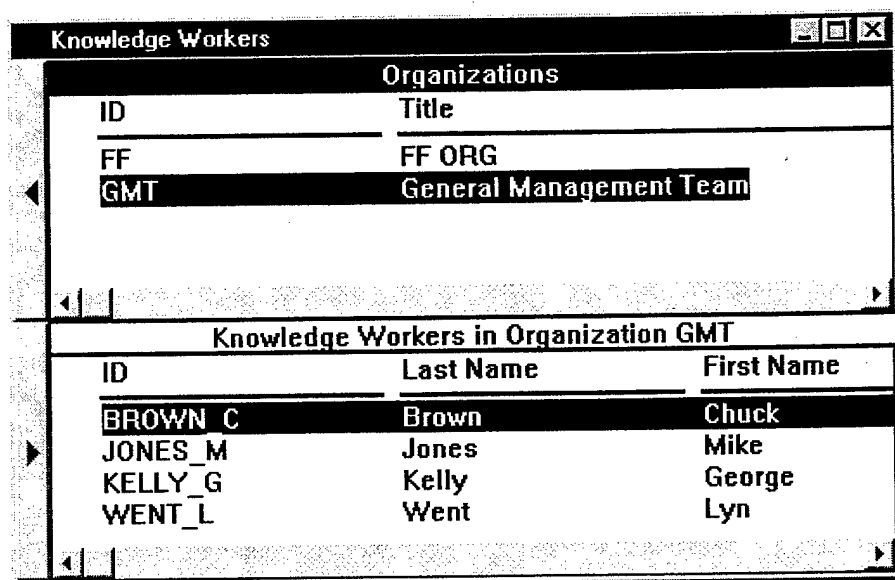 Knowledge Workers
Organizations
ID Title
FF FF ORG
GMT General Management Team
Knowledge Workers in Organization GMT
ID Last Name First Name
BROWN_C Brown Chuck
JONES_M Jones Mike
KELLY_G Kelly George
WENT_L Went Lyn